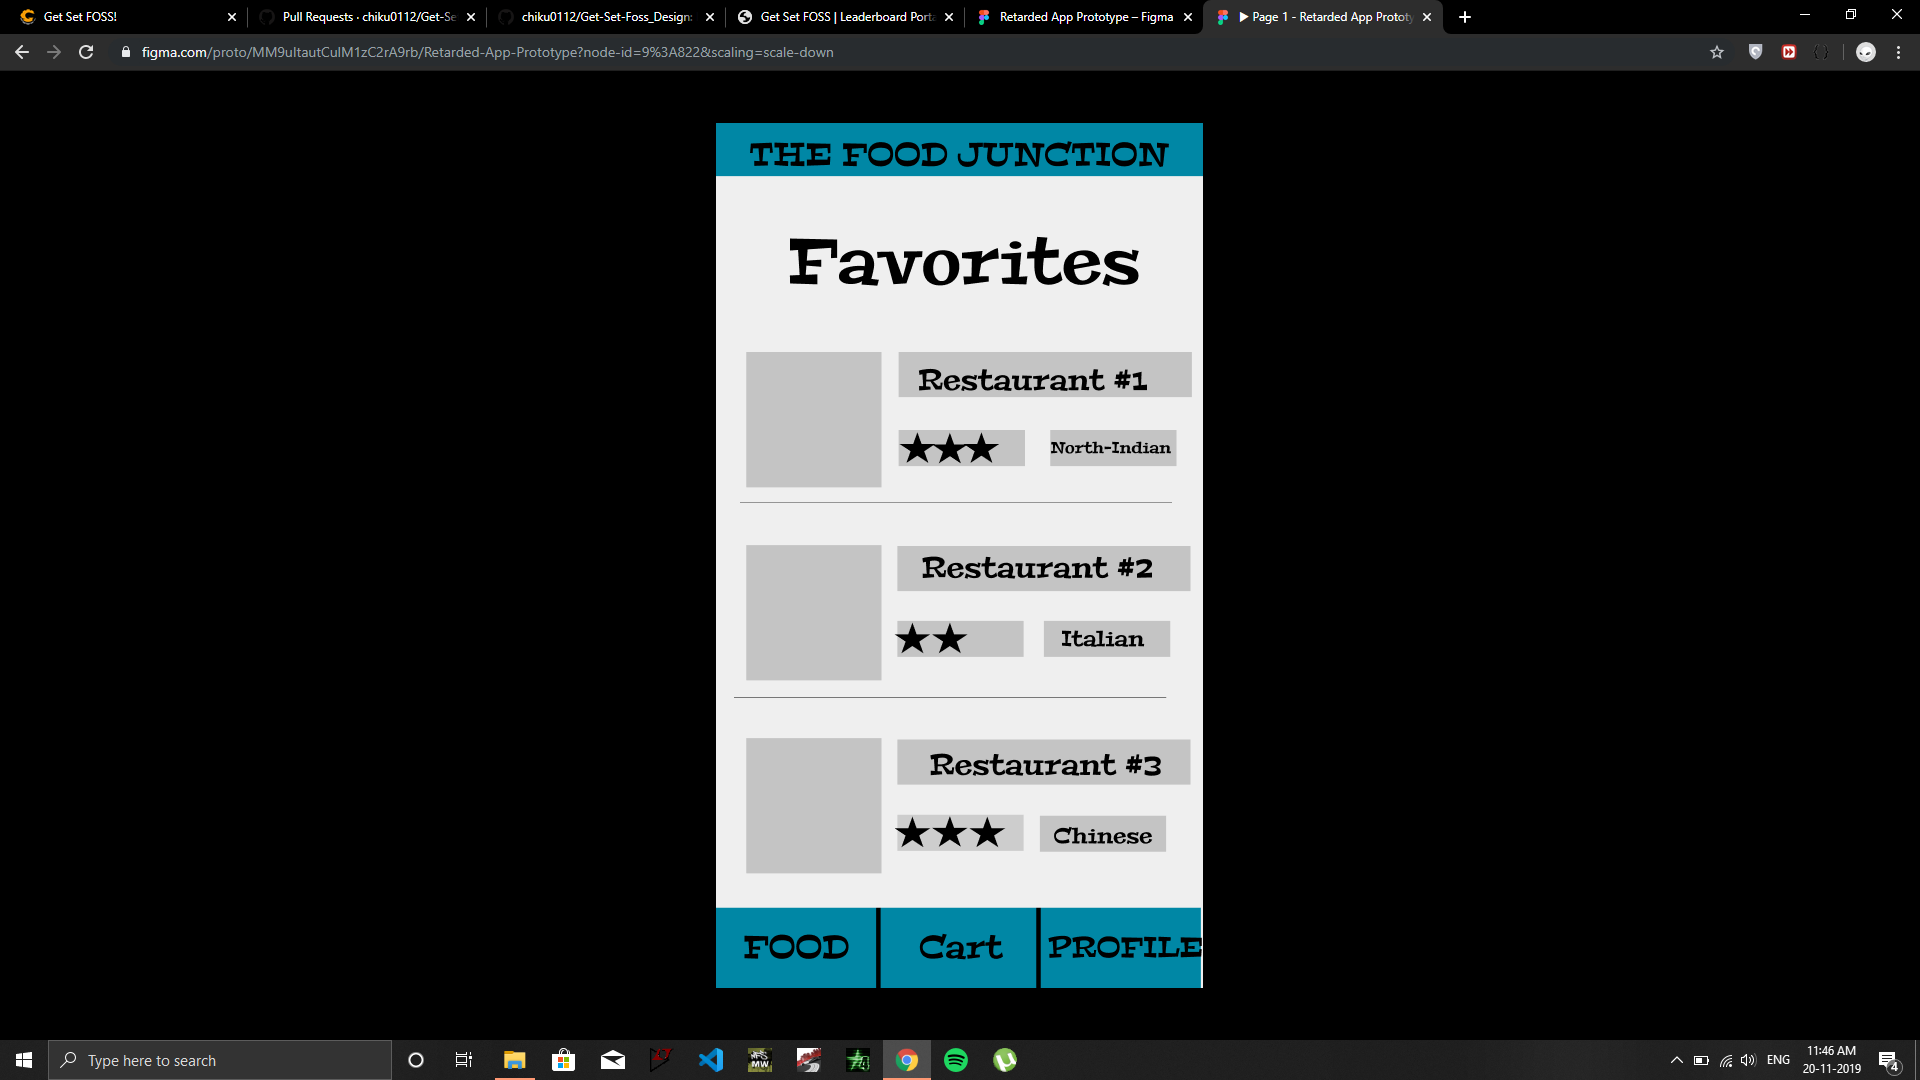 Get Set FOSS!
Pull Requests · chiku0112/Get-Se
chiku0112/Get-Set-Foss_Design:
Get Set FOSS | Leaderboard Porta
Retarded App Prototype – Figma
Page 1 - Retarded App Prototy
figma.com/proto/MM9uItautCuIM1zC2rA9rb/Retarded-App-Prototype?node-id=9%3A822&scaling=scale-down
THE FOOD JUNCTION
Favorites
Restaurant #1
North-Indian
Restaurant #2
Italian
Restaurant #3
Chinese
FOOD
Cart
PROFILE
Type here to search
ENG
11:46 AM
20-11-2019
4